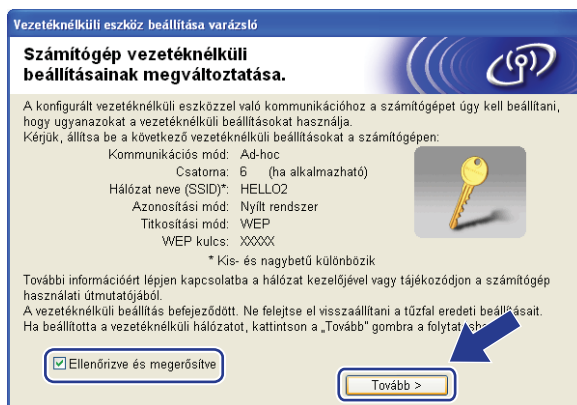 Vezetéknélküli eszköz beállítása varázsló
Számítógép vezetéknélküli
beállításainak megváltoztatása.
A konfigurált vezetéknélküli eszközzel való kommunikációhoz a számítógépet úgy kell beállítani,
hogy ugyanazokat a vezetéknélküli beállításokat használja.
Kérjük, állítsa be a következő vezetéknélküli beállításokat a számítógépen:
Kommunikációs mód: Ad-hoc
Csatorna: 6 (ha alkalmazható)
Hálózat neve (SSID)*: HELLO2
Azonosítási mód: Nyílt rendszer
Titkosítási mód: WEP
WEP kulcs: XXXXX
* Kis- és nagybetű különbözik
További információért lépjen kapcsolatba a hálózat kezelőjével vagy tájékozódjon a számítógép
használati útmutatójából.
A vezetéknélküli beállítás befejeződött. Ne felejtse el visszaállítani a tűzfal eredeti beállításait.
Ha beállította a vezetéknélküli hálózatot, kattintson a „Tovább" gombra a
Ellenőrizve és megerősítve
Tovább >